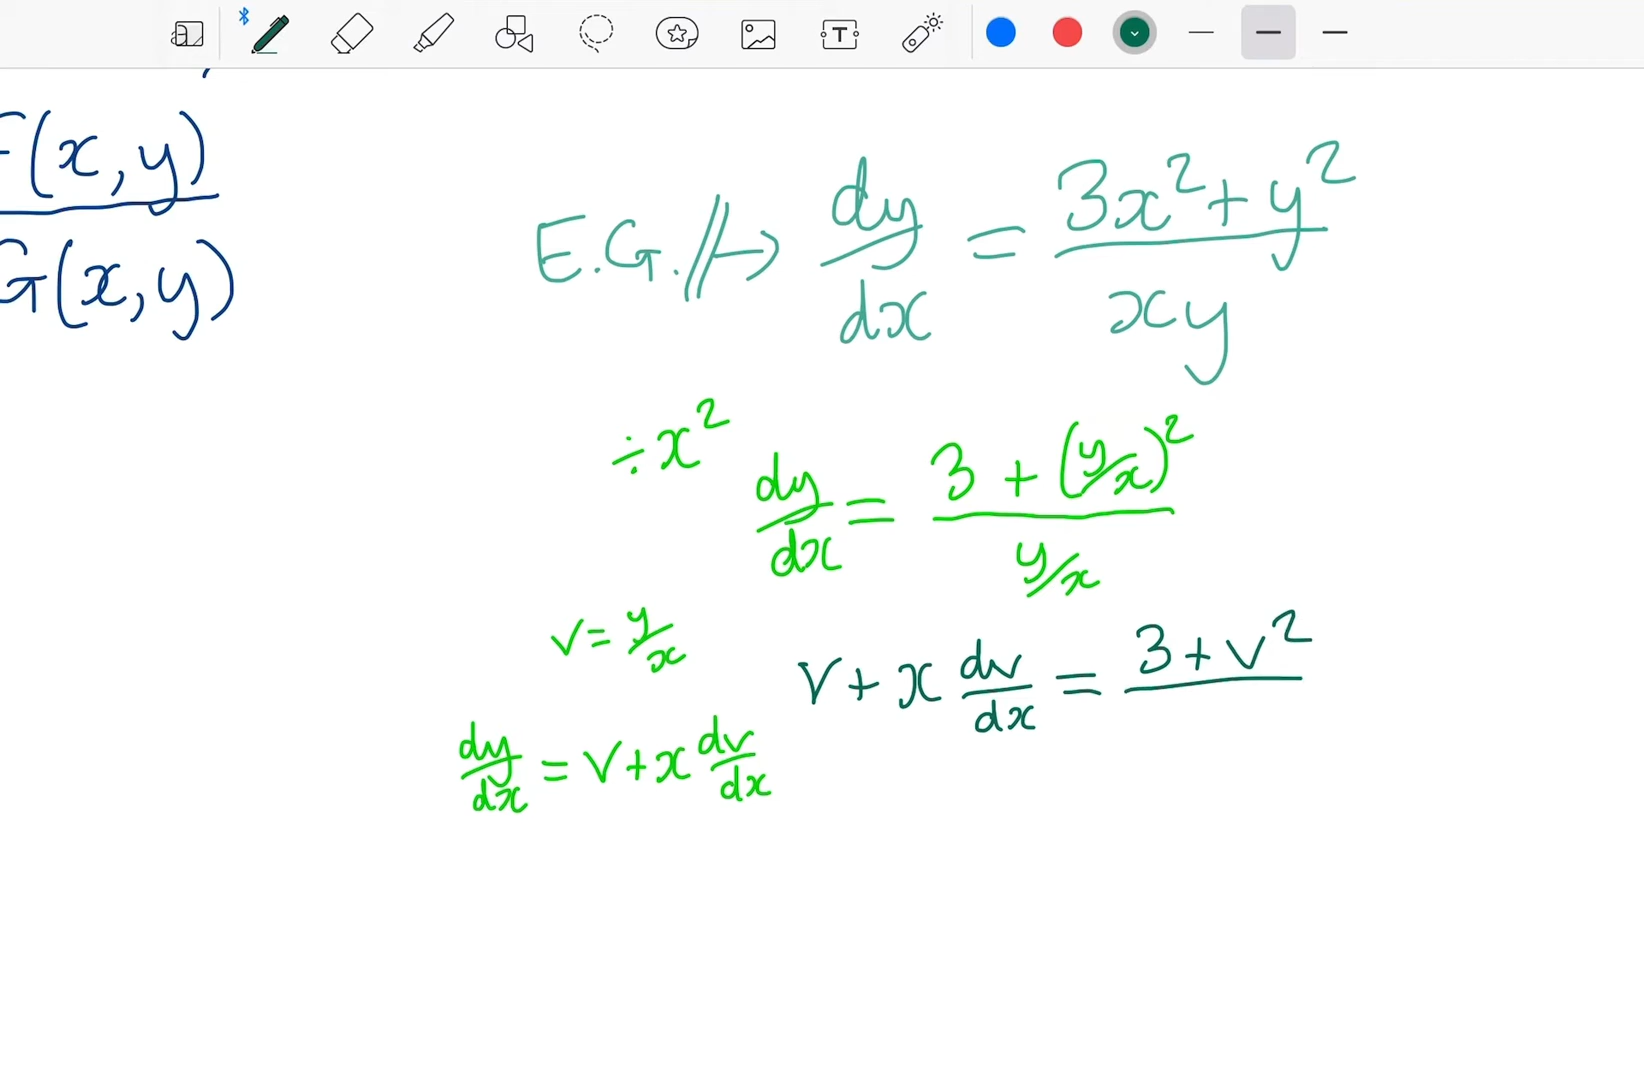 F(x,y)
G(x,y)
E.G.//→ dy/dx = (3x²+y²)/(xy)
÷x²
dy/dx = (3 + (y/x)²)/(y/x)
v = y/x
v + x dv/dx = 3+v²
dy/dx = v + x dv/dx